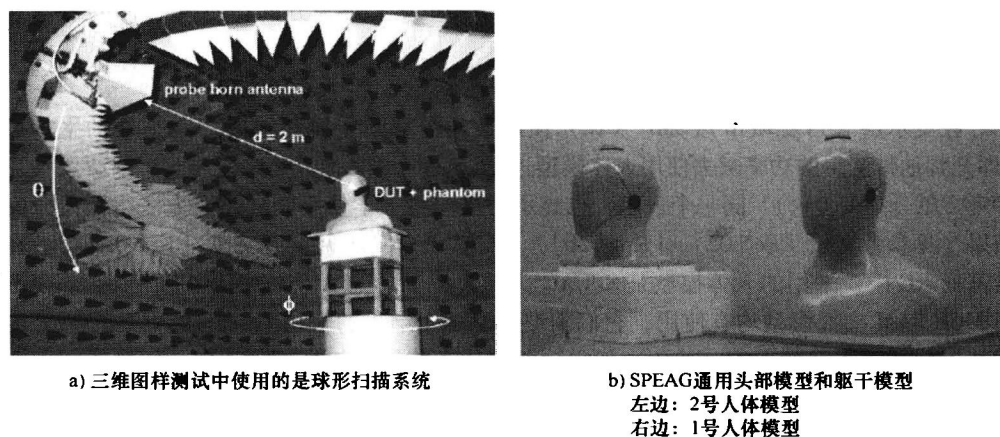 probe horn antenna
d = 2 m
DUT + phantom
θ
ϕ
a) 三维图样测试中使用的是球形扫描系统
b) SPEAG通用头部模型和躯干模型
左边：2号人体模型
右边：1号人体模型